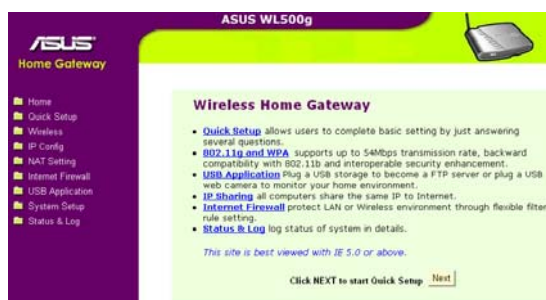 ASUS WL500g
ASUS
Home Gateway
Home
Quick Setup
Wireless
IP Config
NAT Setting
Internet Firewall
USB Application
System Setup
Status & Log
Wireless Home Gateway
Quick Setup allows users to complete basic setting by just answering
several questions.
802.11g and WPA supports up to 54Mbps transmission rate, backward
compatibility with 802.11b and interoperable security enhancement.
USB Application Plug a USB storage to become a FTP server or plug a USB
web camera to monitor your home environment.
IP Sharing all computers share the same IP to Internet.
Internet Firewall protect LAN or Wireless environment through flexible filter
rule setting.
Status & Log log status of system in details.
This site is best viewed with IE 5.0 or above.
Click NEXT to start Quick Setup Next